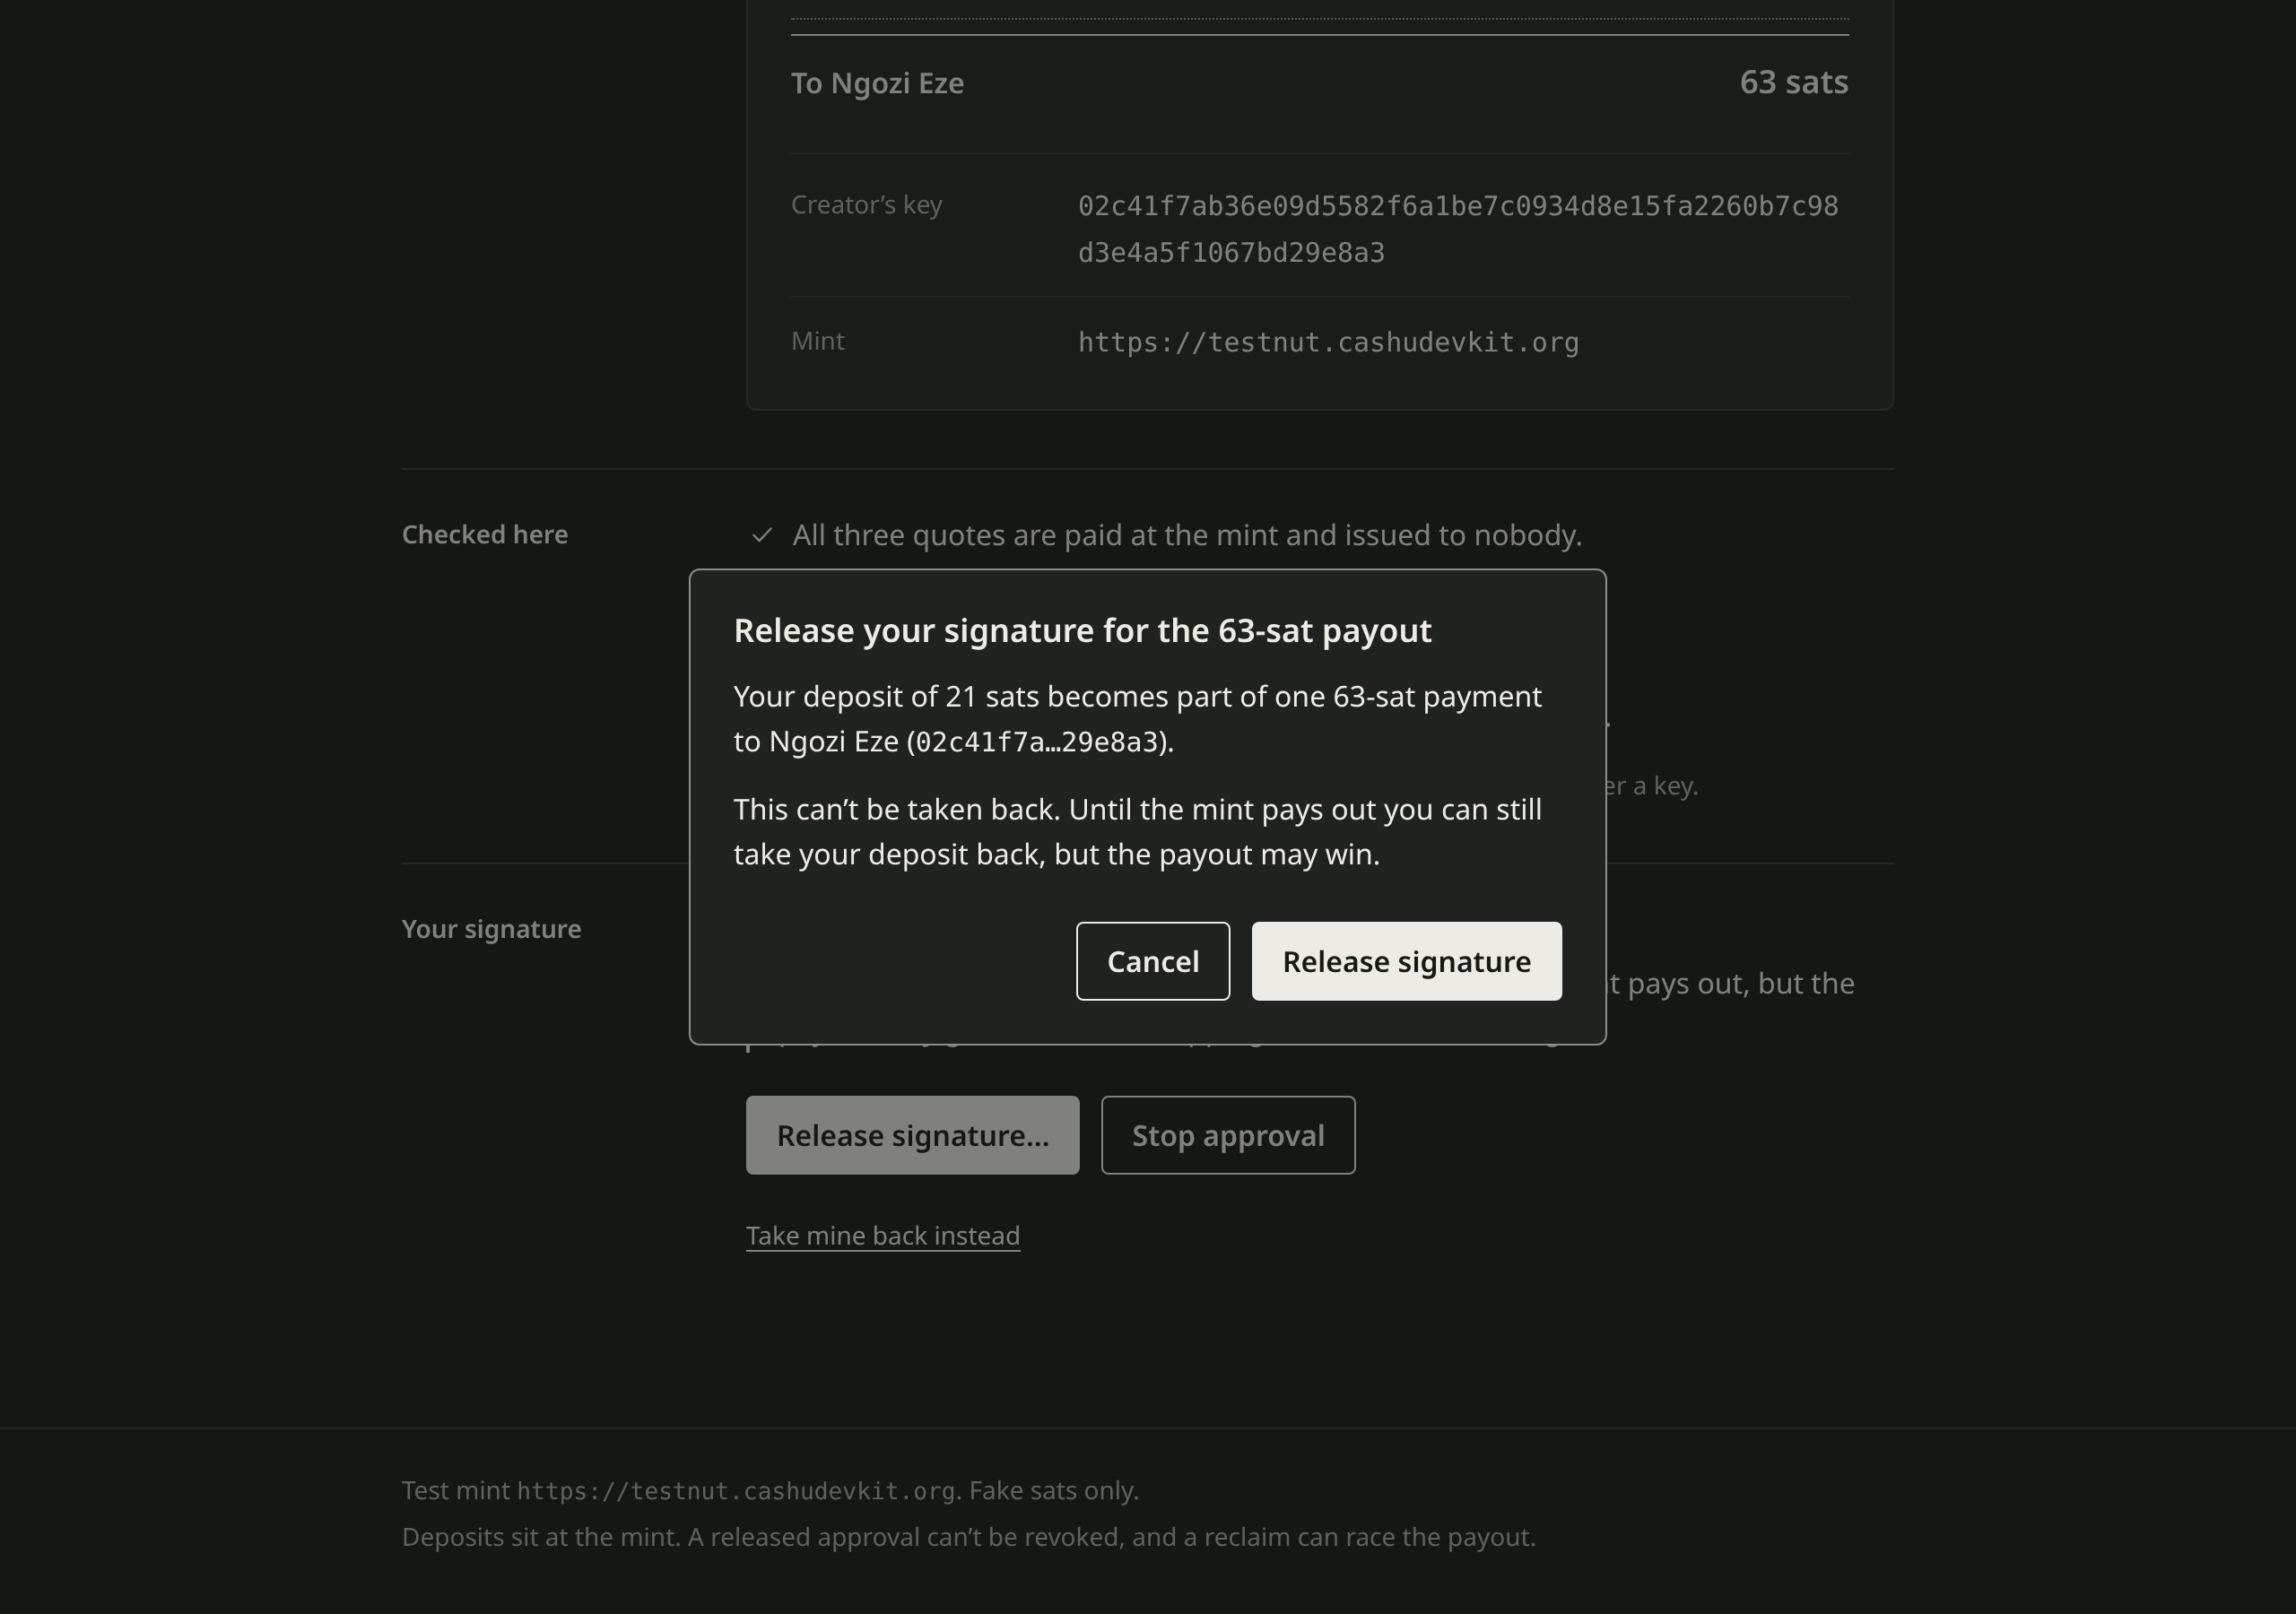 To Ngozi Eze
63 sats
Creator’s key
02c41f7ab36e09d5582f6a1be7c0934d8e15fa2260b7c98
d3e4a5f1067bd29e8a3
Mint
https://testnut.cashudevkit.org
Checked here
All three quotes are paid at the mint and issued to nobody.
Release your signature for the 63-sat payout
Your deposit of 21 sats becomes part of one 63-sat payment
to Ngozi Eze (02c41f7a…29e8a3).
This can’t be taken back. Until the mint pays out you can still
take your deposit back, but the payout may win.
Cancel
Release signature
a key.
Your signature
pays out, but the
Release signature…
Stop approval
Take mine back instead
Test mint https://testnut.cashudevkit.org. Fake sats only.
Deposits sit at the mint. A released approval can’t be revoked, and a reclaim can race the payout.